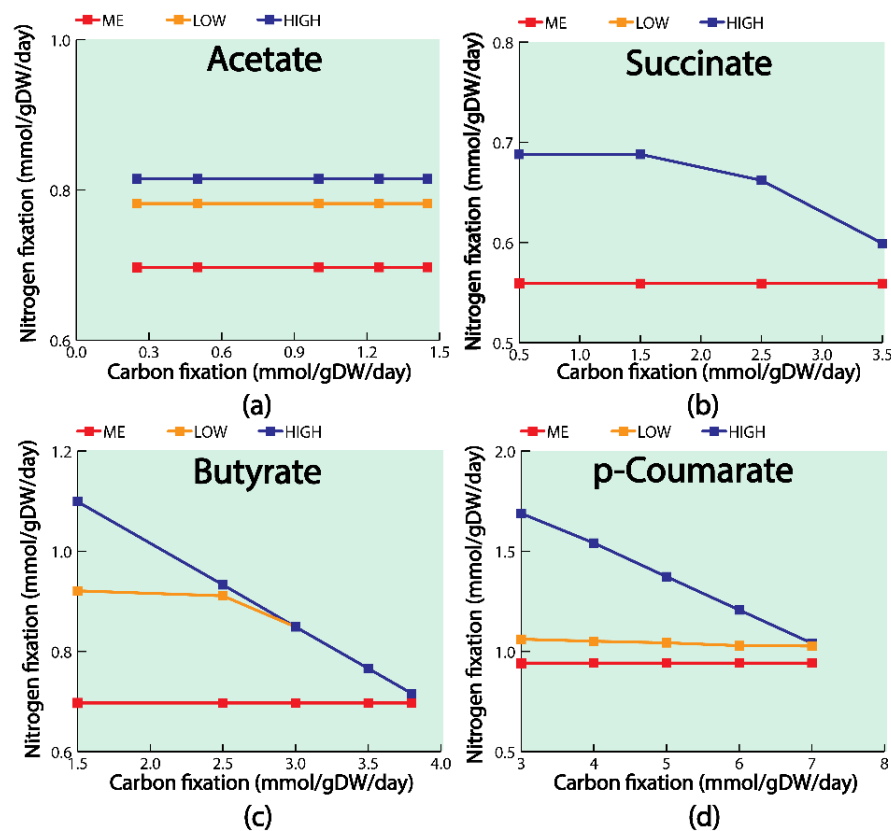 ME LOW HIGH
Acetate
Nitrogen fixation (mmol/gDW/day)
1.0
0.8
0.6
0.0 0.3 0.6 0.9 1.2 1.5
Carbon fixation (mmol/gDW/day)
(a)
ME LOW HIGH
Succinate
Nitrogen fixation (mmol/gDW/day)
0.8
0.7
0.6
0.5
0.5 1.0 1.5 2.0 2.5 3.0 3.5
Carbon fixation (mmol/gDW/day)
(b)
ME LOW HIGH
Butyrate
Nitrogen fixation (mmol/gDW/day)
1.2
1.0
0.8
0.6
1.5 2.0 2.5 3.0 3.5 4.0
Carbon fixation (mmol/gDW/day)
(c)
ME LOW HIGH
p-Coumarate
Nitrogen fixation (mmol/gDW/day)
2.0
1.5
1.0
0.5
3 4 5 6 7 8
Carbon fixation (mmol/gDW/day)
(d)